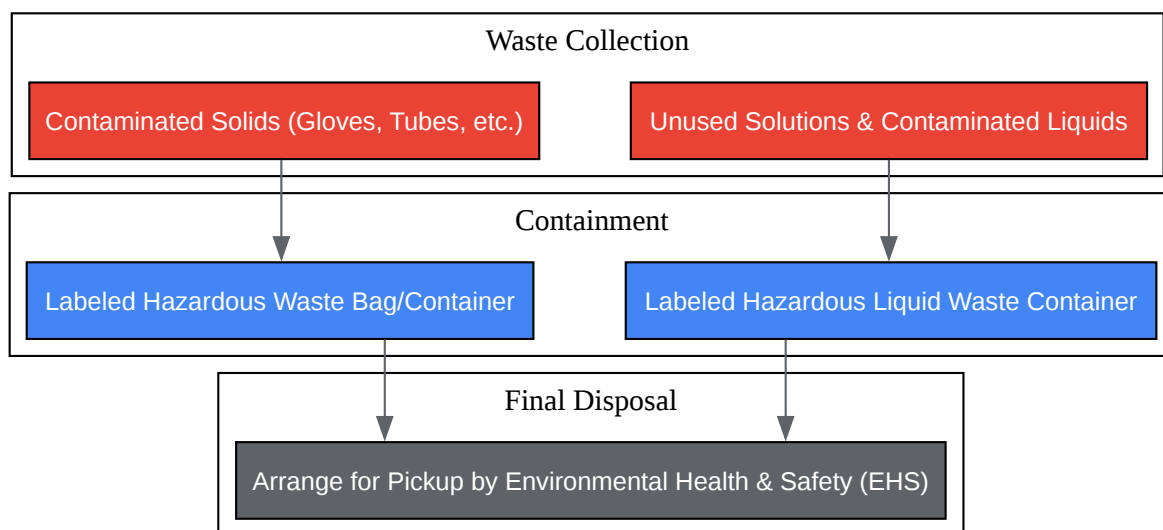 Waste Collection
Contaminated Solids (Gloves, Tubes, etc.)
Unused Solutions & Contaminated Liquids
Containment
Labeled Hazardous Waste Bag/Container
Labeled Hazardous Liquid Waste Container
Final Disposal
Arrange for Pickup by Environmental Health & Safety (EHS)